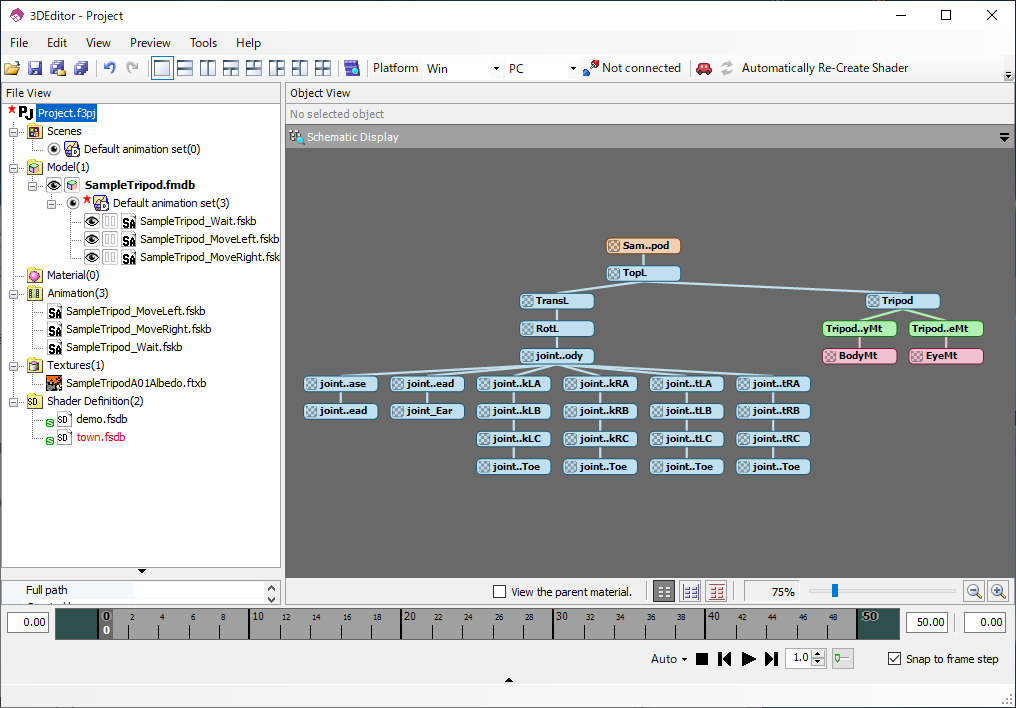 3DEditor - Project
File Edit View Preview Tools Help
Platform Win PC Not connected Automatically Re-Create Shader
File View
Project.f3pj
Scenes
Default animation set(0)
Model(1)
SampleTripod.fmdb
Default animation set(3)
SampleTripod_Wait.fskb
SampleTripod_MoveLeft.fskb
SampleTripod_MoveRight.fsk
Material(0)
Animation(3)
SampleTripod_MoveLeft.fskb
SampleTripod_MoveRight.fskb
SampleTripod_Wait.fskb
Textures(1)
SampleTripodA01Albedo.ftxb
Shader Definition(2)
demo.fsdb
town.fsdb
Full path
Object View
No selected object
Schematic Display
Sam..pod
TopL
TransL Tripod
RotL Tripod..yMt Tripod..eMt
joint..ody BodyMt EyeMt
joint..ase joint..ead joint..kLA joint..kRA joint..tLA joint..tRA
joint..ead joint_Ear joint..kLB joint..kRB joint..tLB joint..tRB
joint..kLC joint..kRC joint..tLC joint..tRC
joint..Toe joint..Toe joint..Toe joint..Toe
View the parent material. 75%
0.00 0 2 4 6 8 10 12 14 16 18 20 22 24 26 28 30 32 34 36 38 40 42 44 46 48 50 50.00 0.00
0
Auto 1.0 Snap to frame step